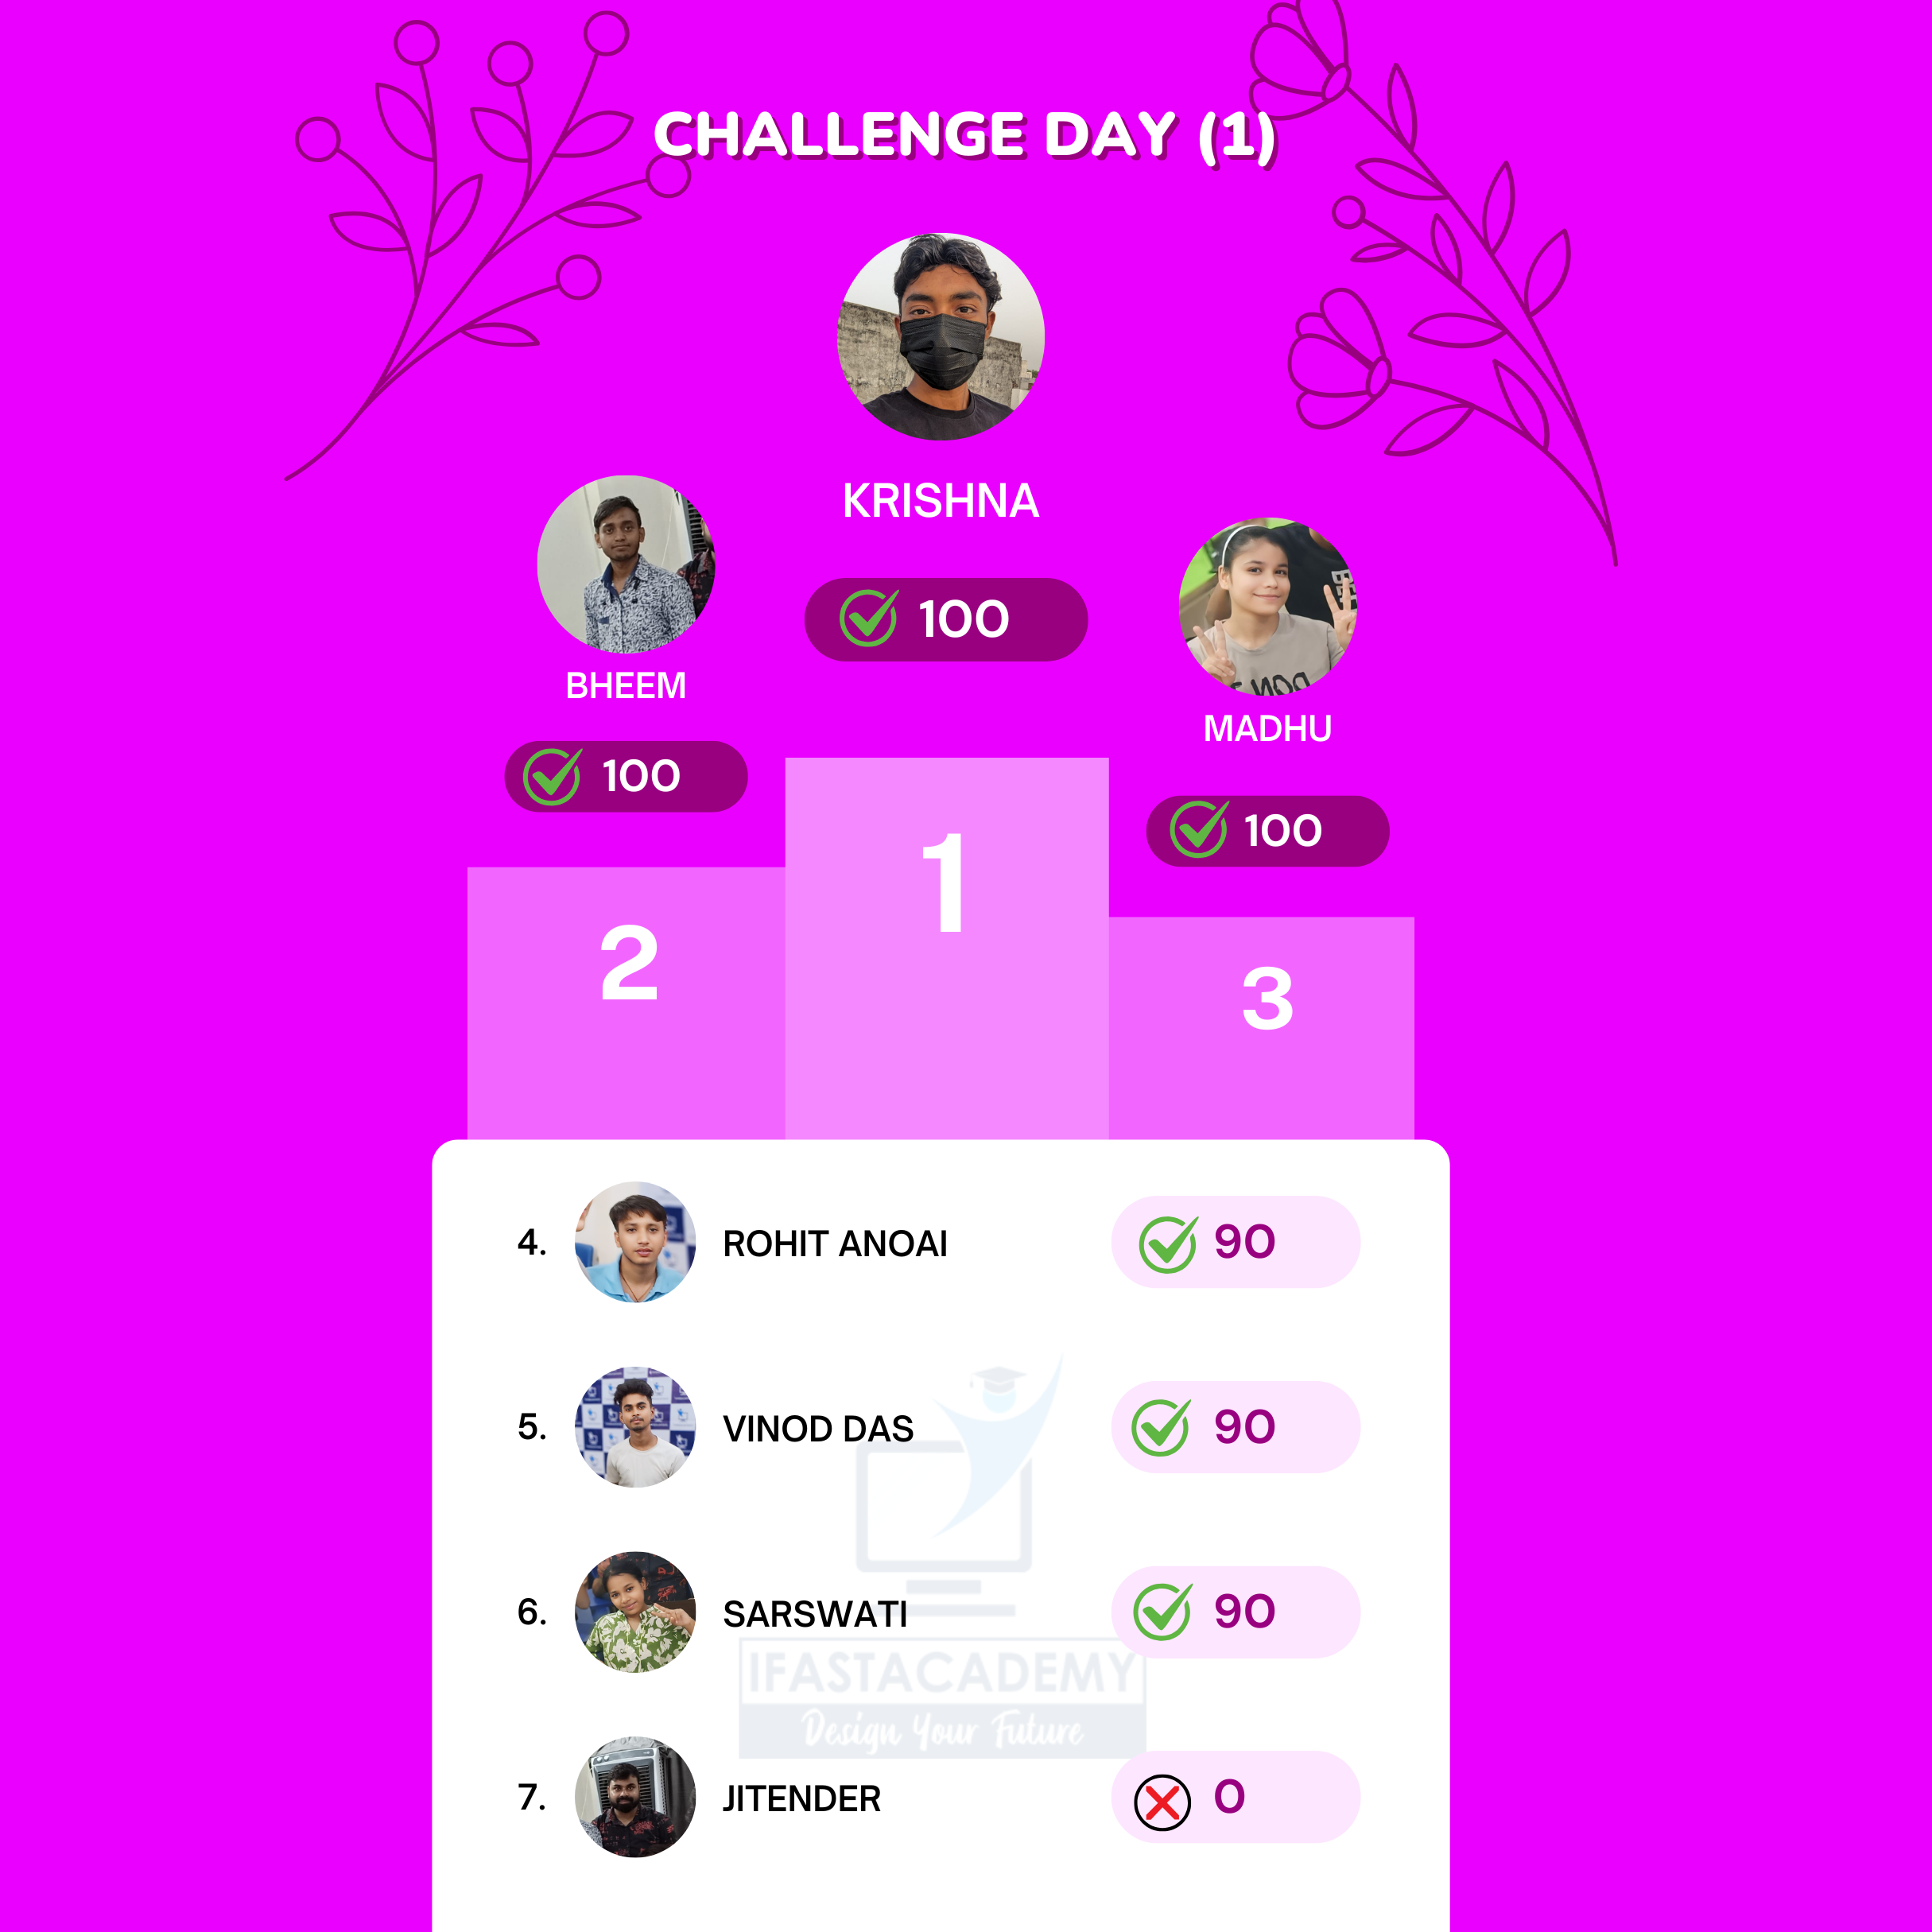 CHALLENGE DAY (1)
KRISHNA
100
BHEEM
100
MADHU
100
1
2
3
4. ROHIT ANOAI 90
5. VINOD DAS 90
6. SARSWATI 90
IFASTACADEMY
Design Your Future
7. JITENDER 0